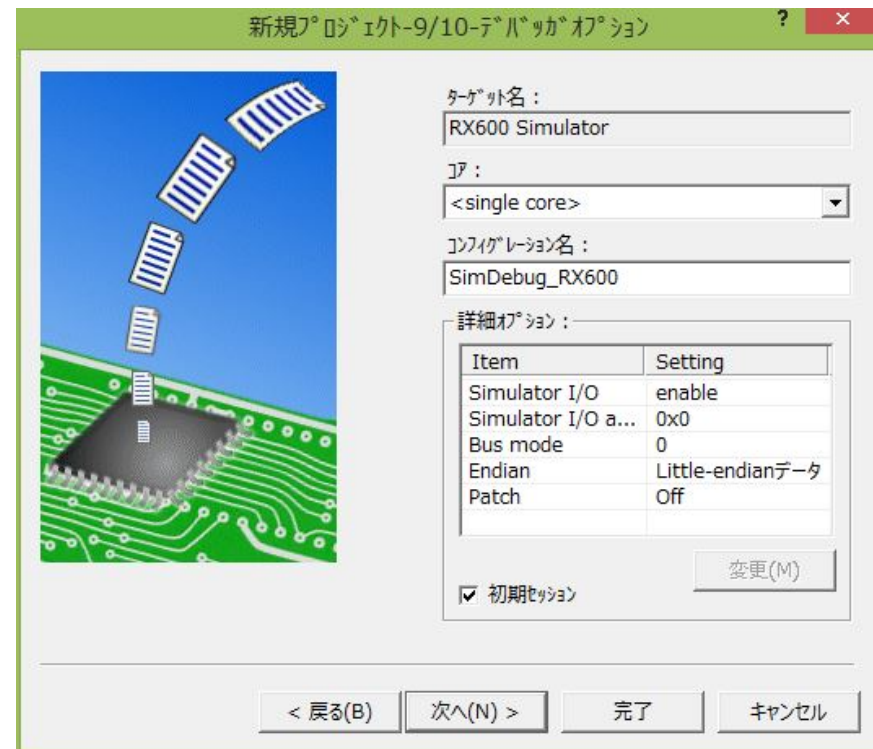 新規ﾌﾟﾛｼﾞｪｸﾄ-9/10-ﾃﾞﾊﾞｯｶﾞｵﾌﾟｼｮﾝ ? ×
ﾀｰｹﾞｯﾄ名 :
RX600 Simulator
ｺｱ :
<single core>
ｺﾝﾌｨｸﾞﾚｰｼｮﾝ名 :
SimDebug_RX600
詳細ｵﾌﾟｼｮﾝ :
Item Setting
Simulator I/O enable
Simulator I/O a... 0x0
Bus mode 0
Endian Little-endianﾃﾞｰﾀ
Patch Off
変更(M)
初期ｾｯｼｮﾝ
< 戻る(B) 次へ(N) > 完了 ｷｬﾝｾﾙ